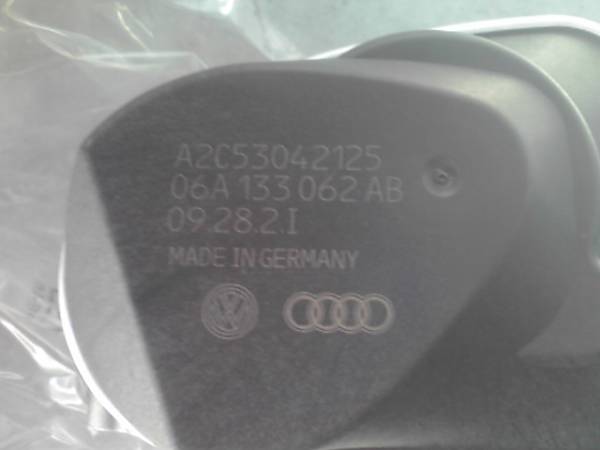 A2C53042125
06A 133 062 AB
09.28.2.I
MADE IN GERMANY